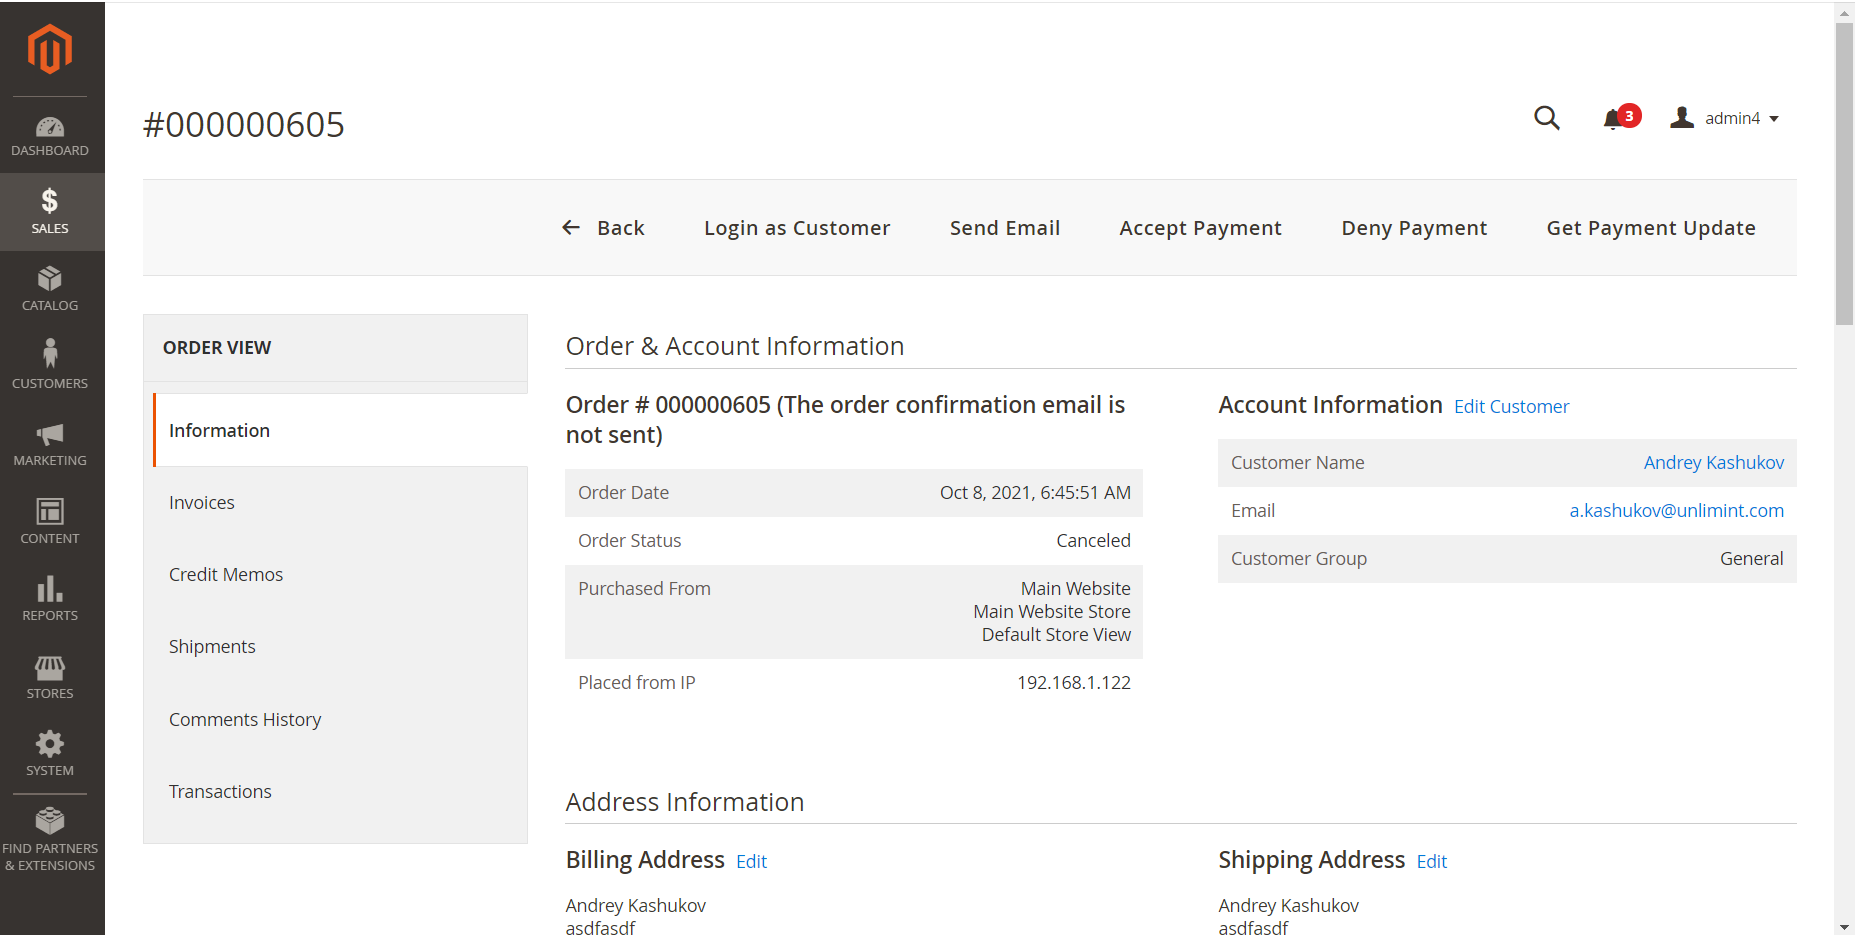 DASHBOARD
SALES
CATALOG
CUSTOMERS
MARKETING
CONTENT
REPORTS
STORES
SYSTEM
FIND PARTNERS
& EXTENSIONS
#000000605
3
admin4
Back
Login as Customer
Send Email
Accept Payment
Deny Payment
Get Payment Update
ORDER VIEW
Information
Invoices
Credit Memos
Shipments
Comments History
Transactions
Order & Account Information
Order # 000000605 (The order confirmation email is
not sent)
Order Date Oct 8, 2021, 6:45:51 AM
Order Status Canceled
Purchased From Main Website
Main Website Store
Default Store View
Placed from IP 192.168.1.122
Account Information Edit Customer
Customer Name Andrey Kashukov
Email a.kashukov@unlimint.com
Customer Group General
Address Information
Billing Address Edit
Andrey Kashukov
asdfasdf
Shipping Address Edit
Andrey Kashukov
asdfasdf